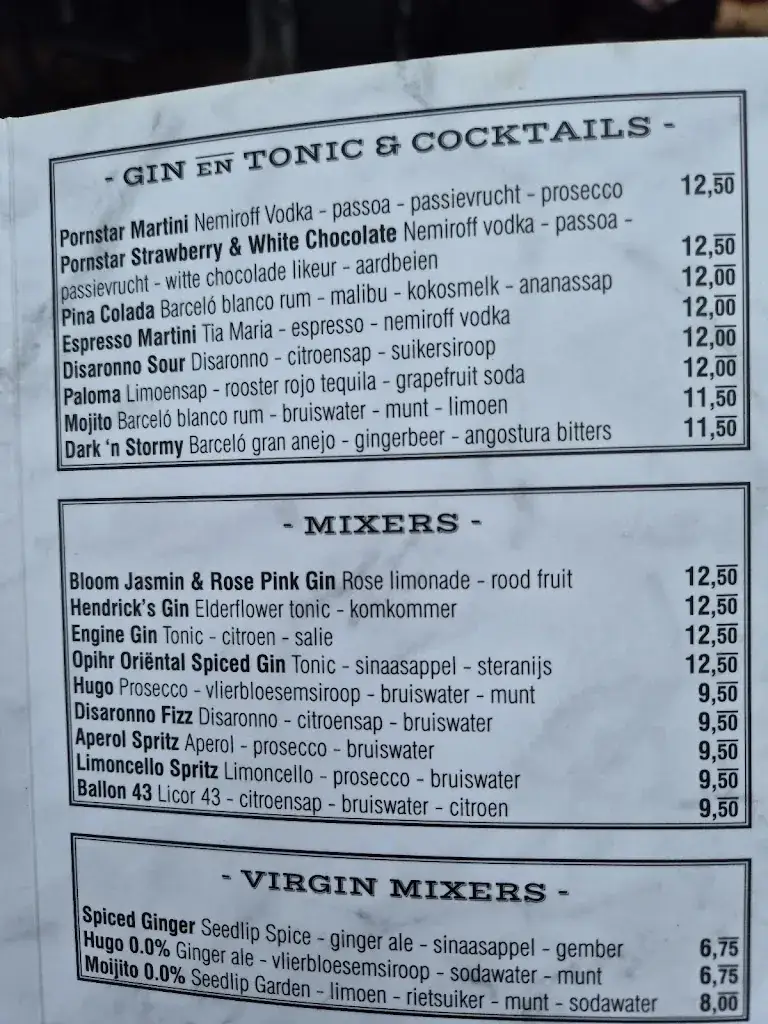 - GIN EN TONIC & COCKTAILS -
Pornstar Martini Nemiroff Vodka - passoa - passievrucht - prosecco 12,50
Pornstar Strawberry & White Chocolate Nemiroff vodka - passoa -
passievrucht - witte chocolade likeur - aardbeien 12,50
Pina Colada Barceló blanco rum - malibu - kokosmelk - ananassap 12,00
Espresso Martini Tia Maria - espresso - nemiroff vodka 12,00
Disaronno Sour Disaronno - citroensap - suikersiroop 12,00
Paloma Limoensap - rooster rojo tequila - grapefruit soda 12,00
Mojito Barceló blanco rum - bruiswater - munt - limoen 11,50
Dark 'n Stormy Barceló gran anejo - gingerbeer - angostura bitters 11,50
- MIXERS -
Bloom Jasmin & Rose Pink Gin Rose limonade - rood fruit 12,50
Hendrick's Gin Elderflower tonic - komkommer 12,50
Engine Gin Tonic - citroen - salie 12,50
Opihr Oriëntal Spiced Gin Tonic - sinaasappel - steranijs 12,50
Hugo Prosecco - vlierbloesemsiroop - bruiswater - munt 9,50
Disaronno Fizz Disaronno - citroensap - bruiswater 9,50
Aperol Spritz Aperol - prosecco - bruiswater 9,50
Limoncello Spritz Limoncello - prosecco - bruiswater 9,50
Ballon 43 Licor 43 - citroensap - bruiswater - citroen 9,50
- VIRGIN MIXERS -
Spiced Ginger Seedlip Spice - ginger ale - sinaasappel - gember 6,75
Hugo 0.0% Ginger ale - vlierbloesemsiroop - sodawater - munt 6,75
Moijito 0.0% Seedlip Garden - limoen - rietsuiker - munt - sodawater 8,00